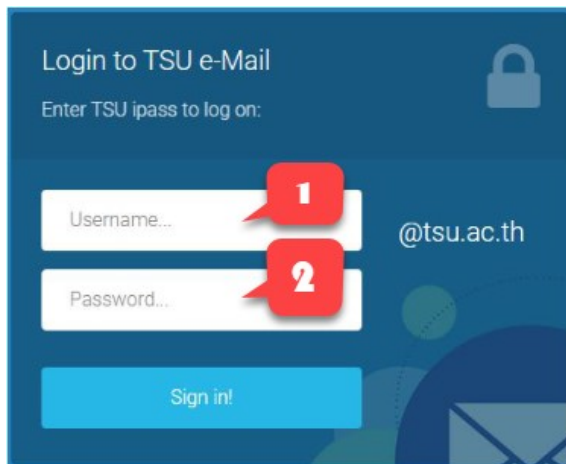 Login to TSU e-Mail
Enter TSU ipass to log on:
Username...
1
@tsu.ac.th
Password...
2
Sign in!